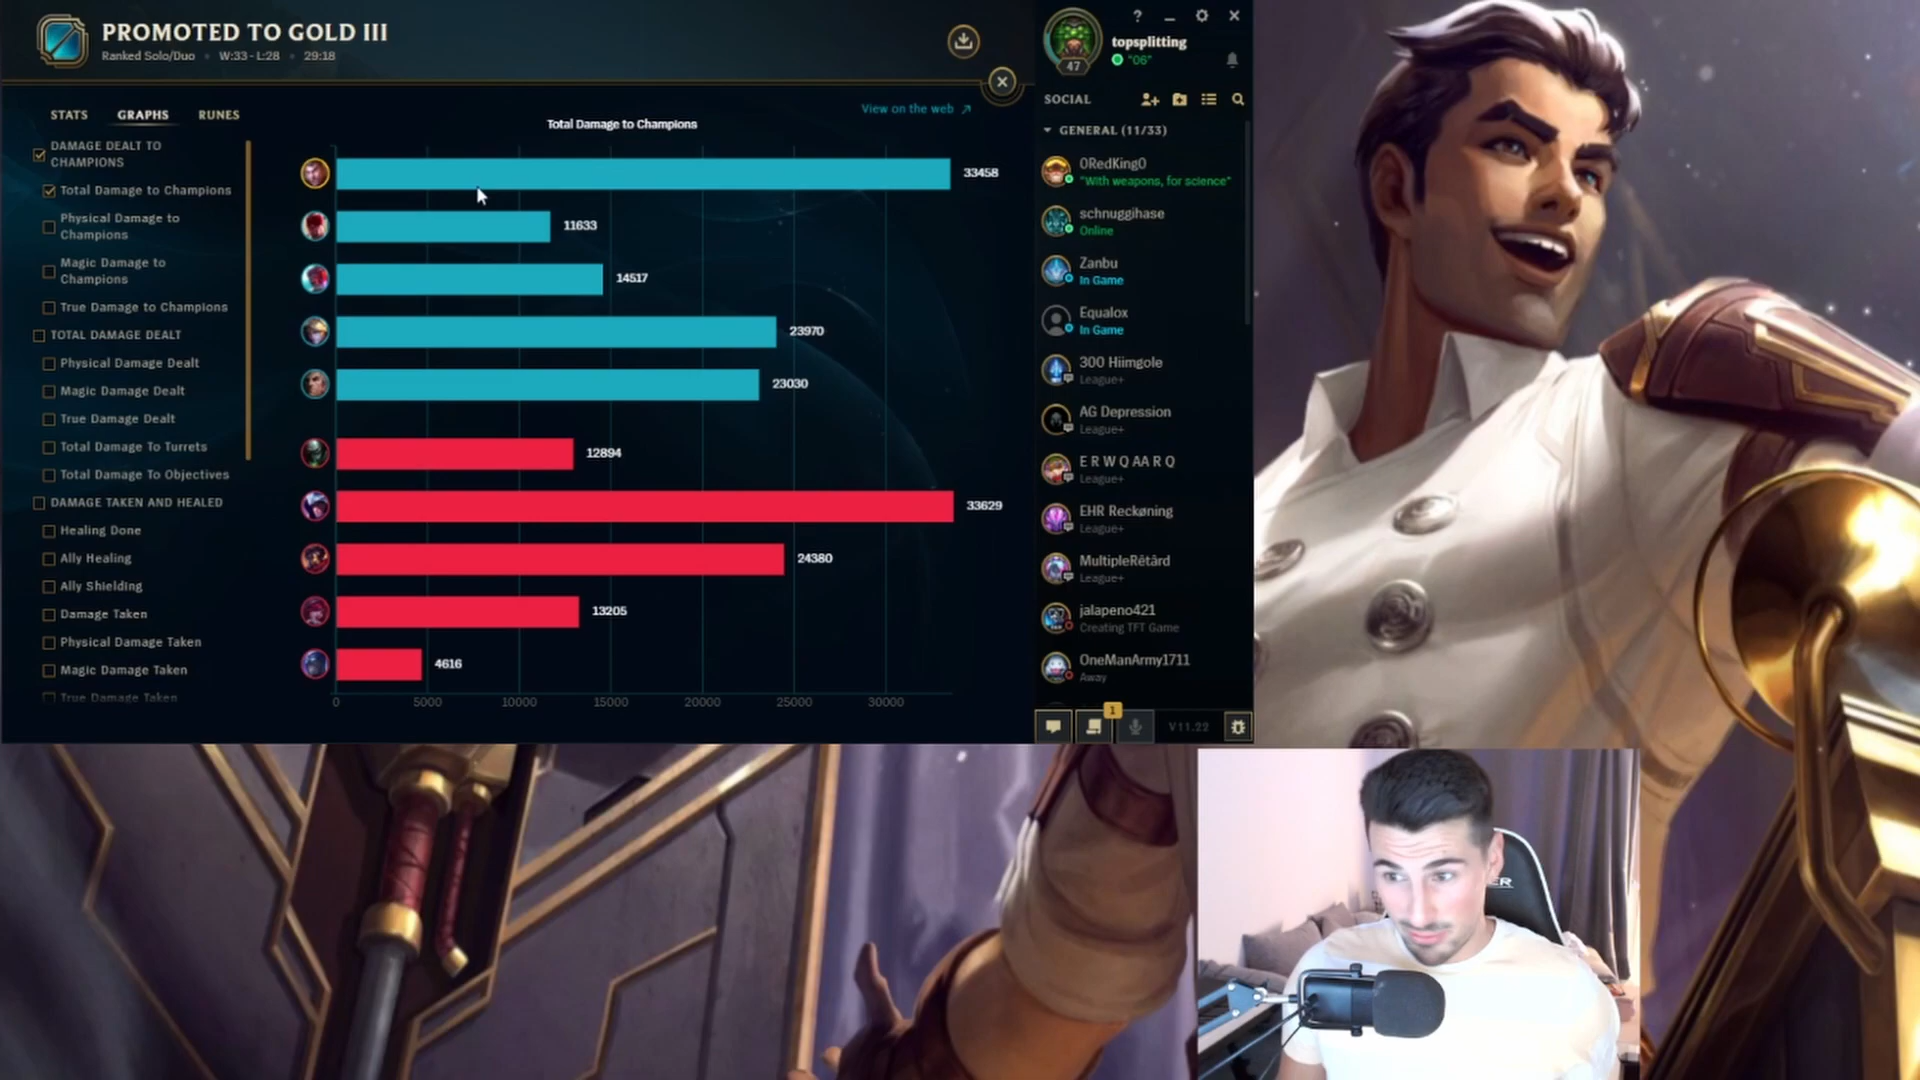 PROMOTED TO GOLD III
Ranked Solo/Duo • W:33 - L:28 • 29:18
STATS
GRAPHS
RUNES
View on the web
Total Damage to Champions
DAMAGE DEALT TO
CHAMPIONS
Total Damage to Champions
Physical Damage to
Champions
Magic Damage to
Champions
True Damage to Champions
TOTAL DAMAGE DEALT
Physical Damage Dealt
Magic Damage Dealt
True Damage Dealt
Total Damage To Turrets
Total Damage To Objectives
DAMAGE TAKEN AND HEALED
Healing Done
Ally Healing
Ally Shielding
Damage Taken
Physical Damage Taken
Magic Damage Taken
True Damage Taken
33458
11633
14517
23970
23030
12894
33629
24380
13205
4616
0
5000
10000
15000
20000
25000
30000
?
47
topsplitting
"06"
SOCIAL
GENERAL (11/33)
0RedKing0
"With weapons, for science"
schnuggihase
Online
Zanbu
In Game
Equalox
In Game
300 Hiimgole
League+
AG Depression
League+
E R W Q AA R Q
League+
EHR Reckøning
League+
MultipleRêtârd
League+
jalapeno421
Creating TFT Game
OneManArmy1711
Away
1
V11.22